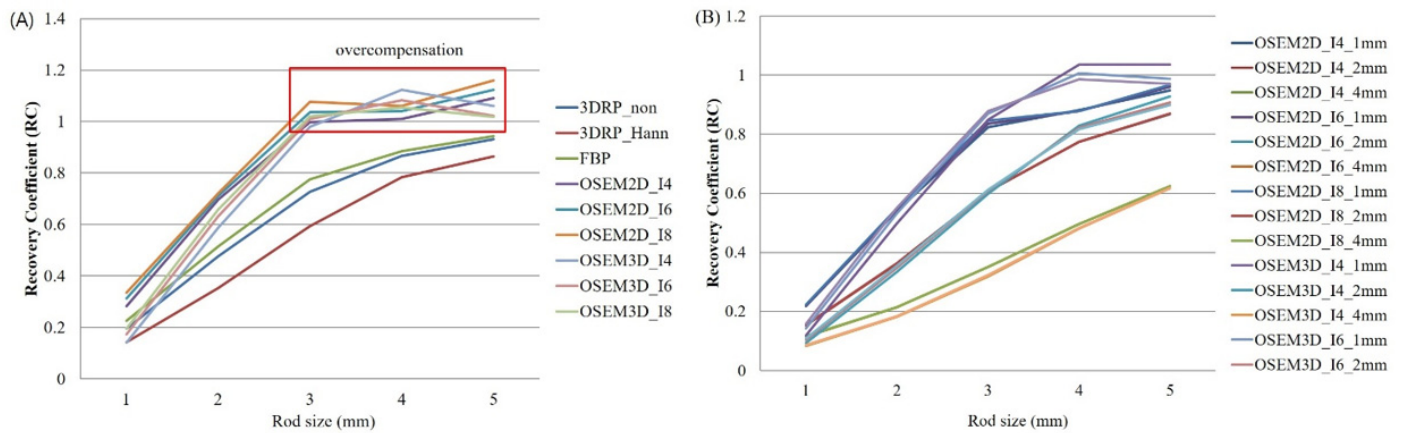 (A)
1.4
1.2
1
0.8
0.6
0.4
0.2
0
Recovery Coefficient (RC)
overcompensation
1 2 3 4 5
Rod size (mm)
3DRP_non
3DRP_Hann
FBP
OSEM2D_I4
OSEM2D_I6
OSEM2D_I8
OSEM3D_I4
OSEM3D_I6
OSEM3D_I8
(B)
1.2
1
0.8
0.6
0.4
0.2
0
Recovery Coefficient (RC)
1 2 3 4 5
Rod size (mm)
OSEM2D_I4_1mm
OSEM2D_I4_2mm
OSEM2D_I4_4mm
OSEM2D_I6_1mm
OSEM2D_I6_2mm
OSEM2D_I6_4mm
OSEM2D_I8_1mm
OSEM2D_I8_2mm
OSEM2D_I8_4mm
OSEM3D_I4_1mm
OSEM3D_I4_2mm
OSEM3D_I4_4mm
OSEM3D_I6_1mm
OSEM3D_I6_2mm